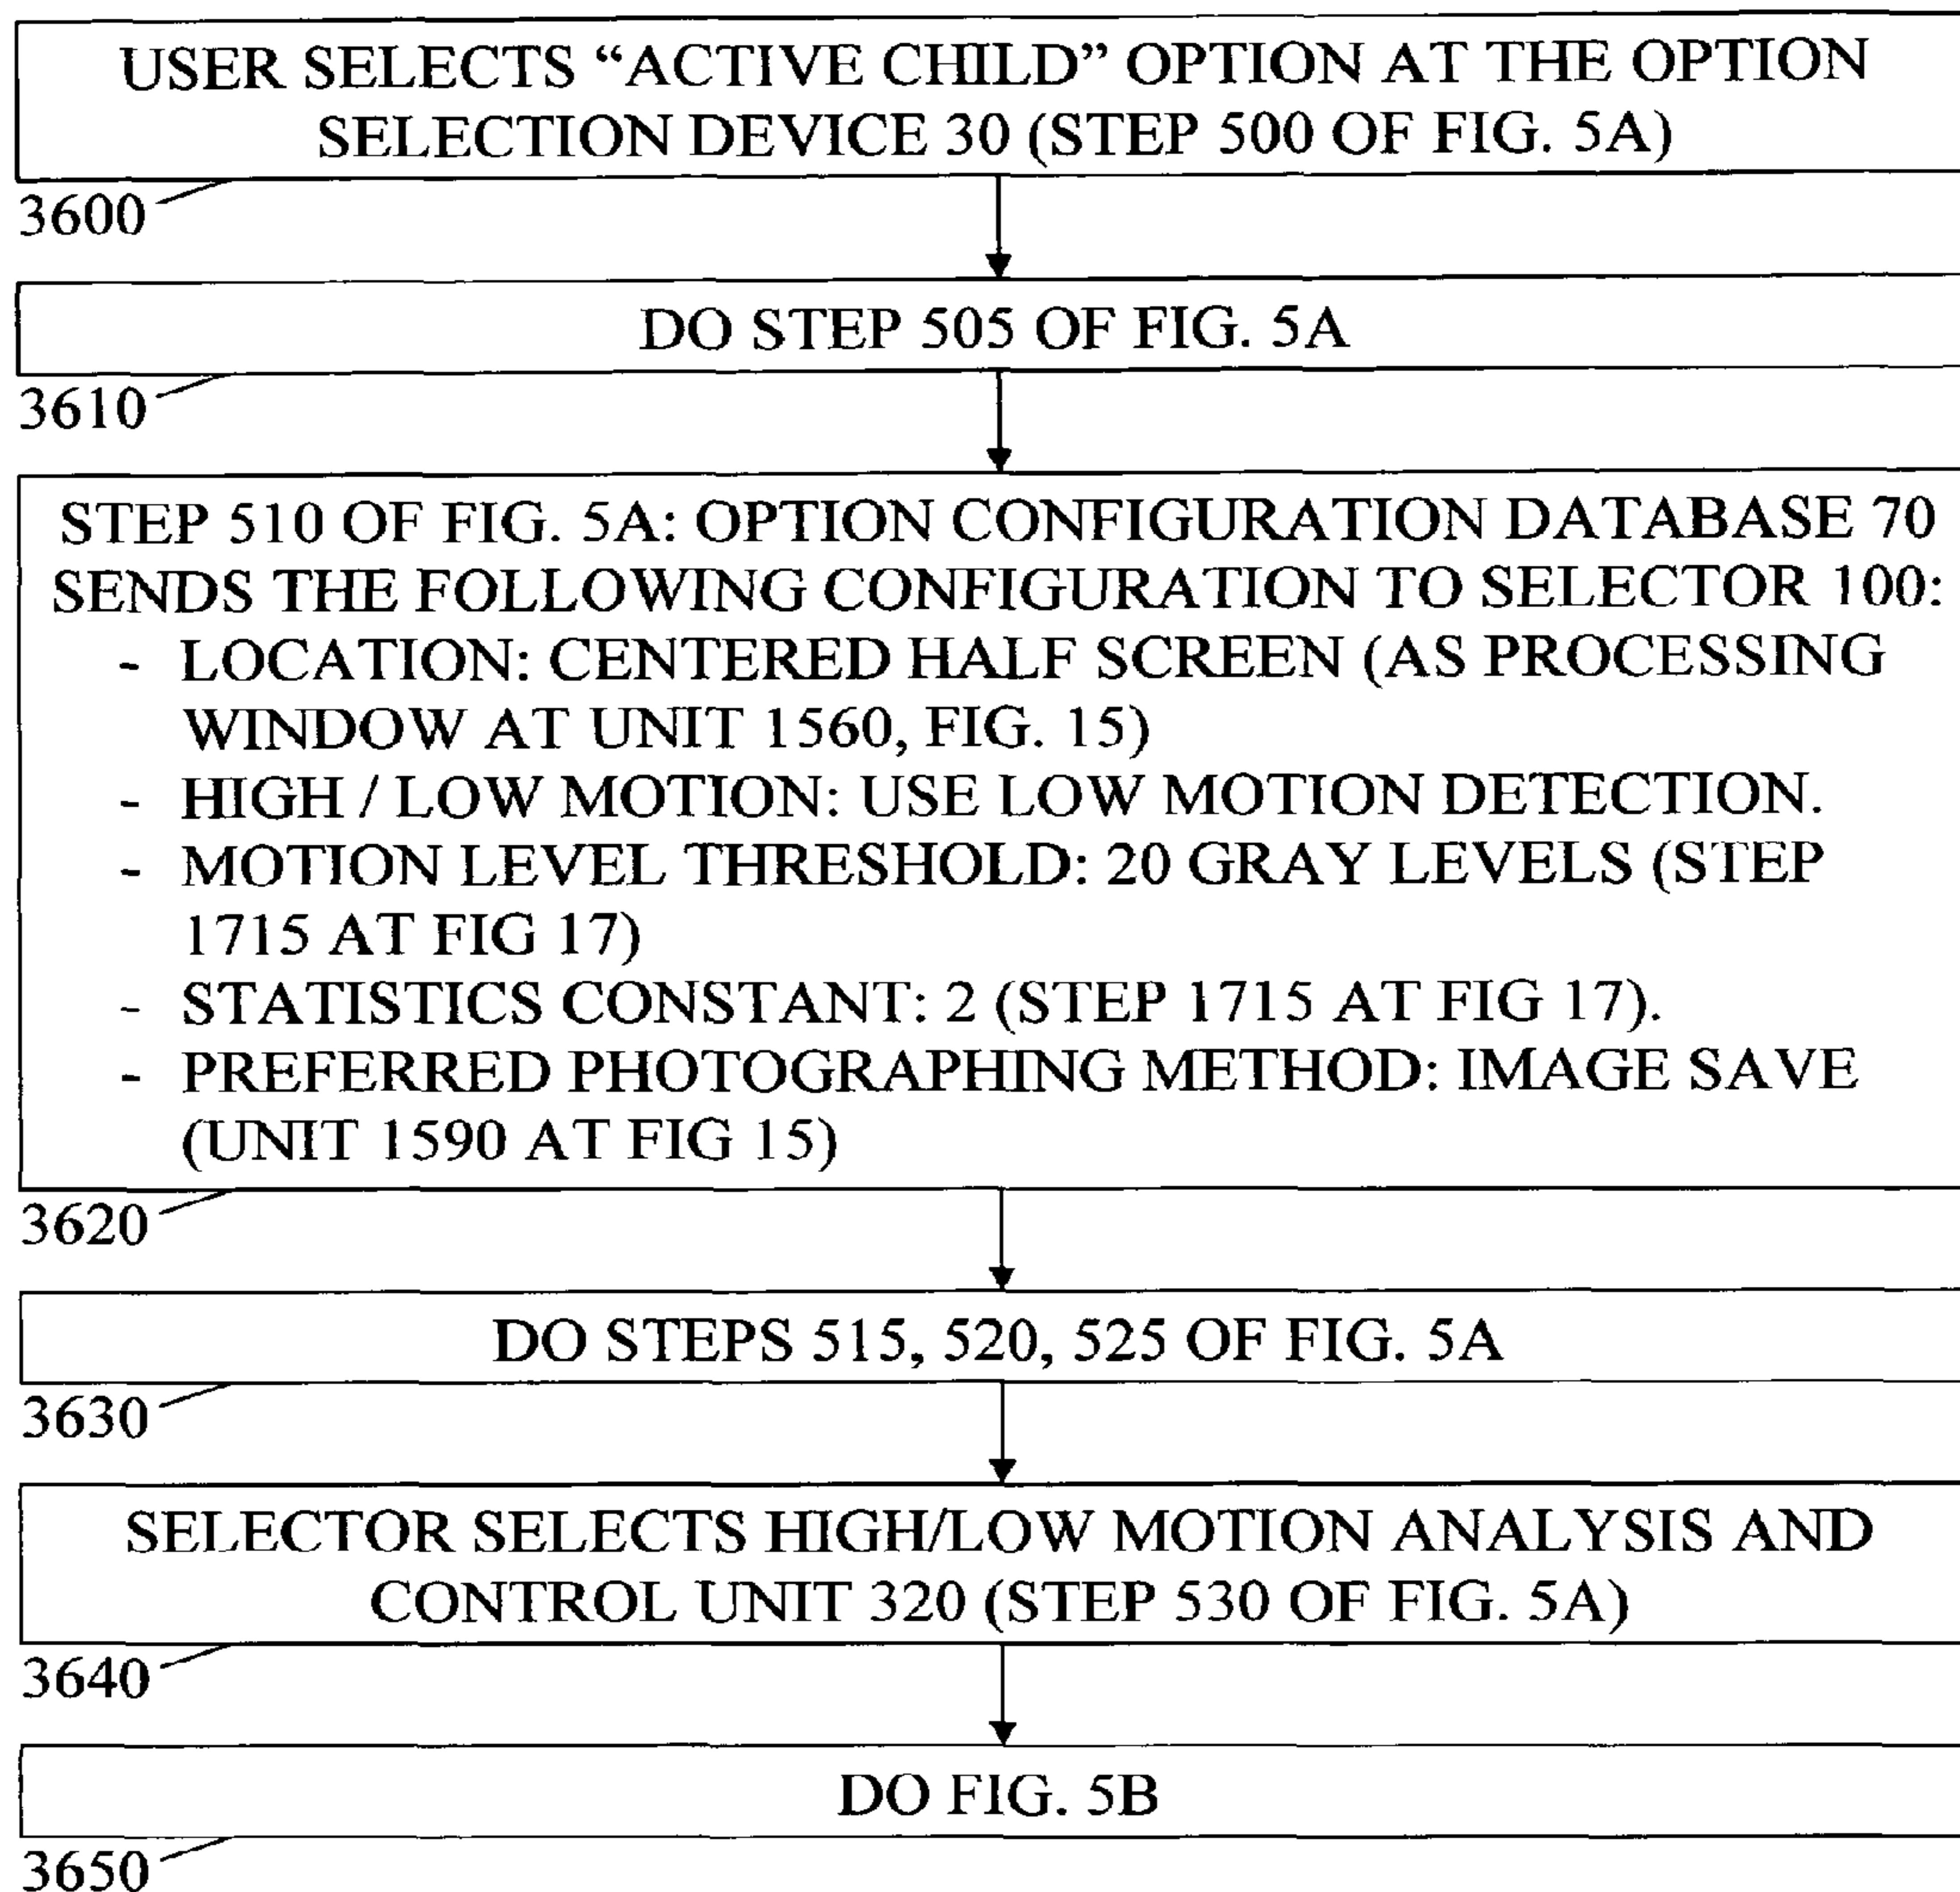 USER SELECTS “ACTIVE CHILD” OPTION AT THE OPTION
SELECTION DEVICE 30 (STEP 500 OF FIG. 5A)
3600
DO STEP 505 OF FIG. 5A
3610
STEP 510 OF FIG. 5A: OPTION CONFIGURATION DATABASE 70
SENDS THE FOLLOWING CONFIGURATION TO SELECTOR 100:
- LOCATION: CENTERED HALF SCREEN (AS PROCESSING
WINDOW AT UNIT 1560, FIG. 15)
- HIGH / LOW MOTION: USE LOW MOTION DETECTION.
- MOTION LEVEL THRESHOLD: 20 GRAY LEVELS (STEP
1715 AT FIG 17)
- STATISTICS CONSTANT: 2 (STEP 1715 AT FIG 17).
- PREFERRED PHOTOGRAPHING METHOD: IMAGE SAVE
(UNIT 1590 AT FIG 15)
3620
DO STEPS 515, 520, 525 OF FIG. 5A
3630
SELECTOR SELECTS HIGH/LOW MOTION ANALYSIS AND
CONTROL UNIT 320 (STEP 530 OF FIG. 5A)
3640
DO FIG. 5B
3650